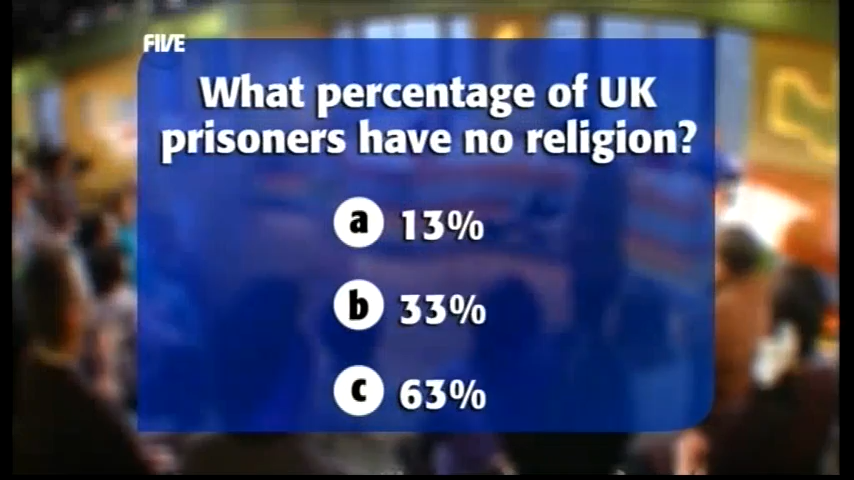 FIVE
What percentage of UK
prisoners have no religion?
a 13%
b 33%
c 63%